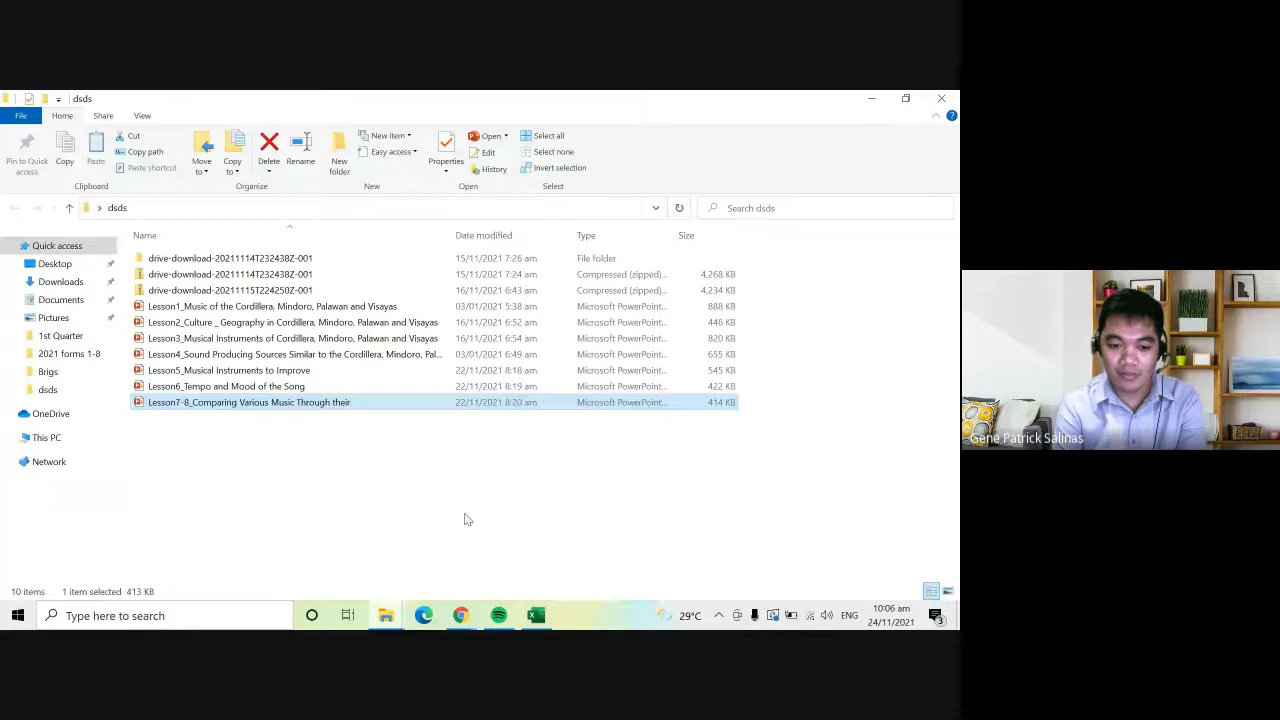 dsds
File Home Share View
Pin to Quick access
Copy
Paste
Cut
Copy path
Paste shortcut
Move to
Copy to
Delete
Rename
New folder
New item
Easy access
Properties
Open
Edit
History
Select all
Select none
Invert selection
Clipboard Organize New Open Select
dsds
Search dsds
Name Date modified Type Size
drive-download-20211114T232438Z-001 15/11/2021 7:26 am File folder
drive-download-20211114T232438Z-001 15/11/2021 7:24 am Compressed (zipped)... 4,268 KB
drive-download-20211115T224250Z-001 16/11/2021 6:43 am Compressed (zipped)... 4,234 KB
Lesson1_Music of the Cordillera, Mindoro, Palawan and Visayas 03/01/2021 5:38 am Microsoft PowerPoint... 888 KB
Lesson2_Culture _ Geography in Cordillera, Mindoro, Palawan and Visayas 16/11/2021 6:52 am Microsoft PowerPoint... 446 KB
Lesson3_Musical Instruments of Cordillera, Mindoro, Palawan and Visayas 16/11/2021 6:54 am Microsoft PowerPoint... 820 KB
Lesson4_Sound Producing Sources Similar to the Cordillera, Mindoro, Pal... 03/01/2021 6:49 am Microsoft PowerPoint... 655 KB
Lesson5_Musical Instruments to Improve 22/11/2021 8:18 am Microsoft PowerPoint... 545 KB
Lesson6_Tempo and Mood of the Song 22/11/2021 8:19 am Microsoft PowerPoint... 422 KB
Lesson7-8_Comparing Various Music Through their 22/11/2021 8:20 am Microsoft PowerPoint... 414 KB
Quick access
Desktop
Downloads
Documents
Pictures
1st Quarter
2021 forms 1-8
Brigs
dsds
OneDrive
This PC
Network
10 items 1 item selected 413 KB
Type here to search
29°C
ENG
10:06 am
24/11/2021
3
Gene Patrick Salinas